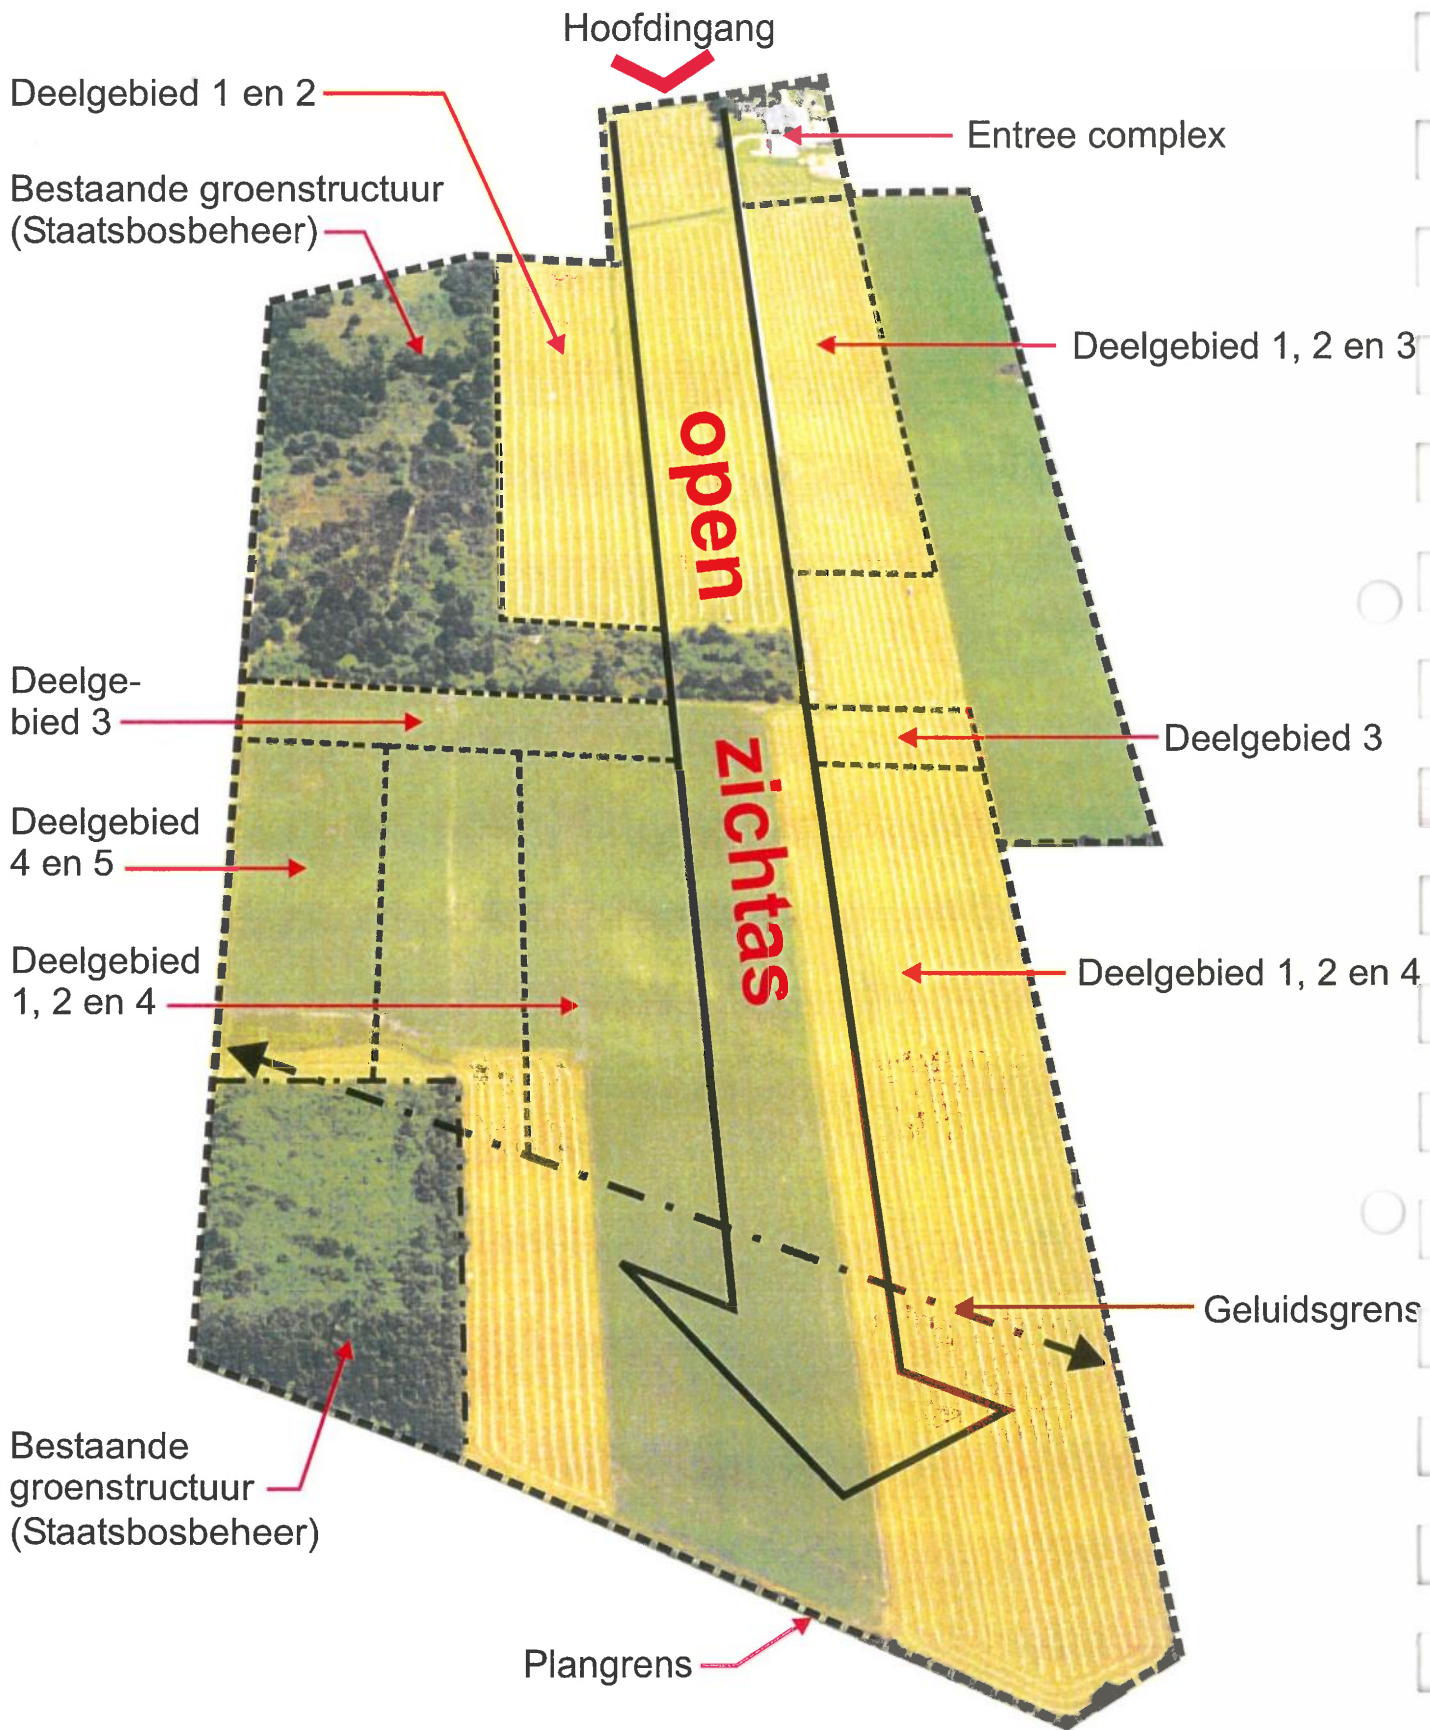 Hoofdingang
Deelgebied 1 en 2
Entree complex
Bestaande groenstructuur
(Staatsbosbeheer)
Deelgebied 1, 2 en 3
open
Deelge-
bied 3
Deelgebied 3
zichtas
Deelgebied
4 en 5
Deelgebied
1, 2 en 4
Deelgebied 1, 2 en 4
Geluidsgrens
Bestaande
groenstructuur
(Staatsbosbeheer)
Plangrens